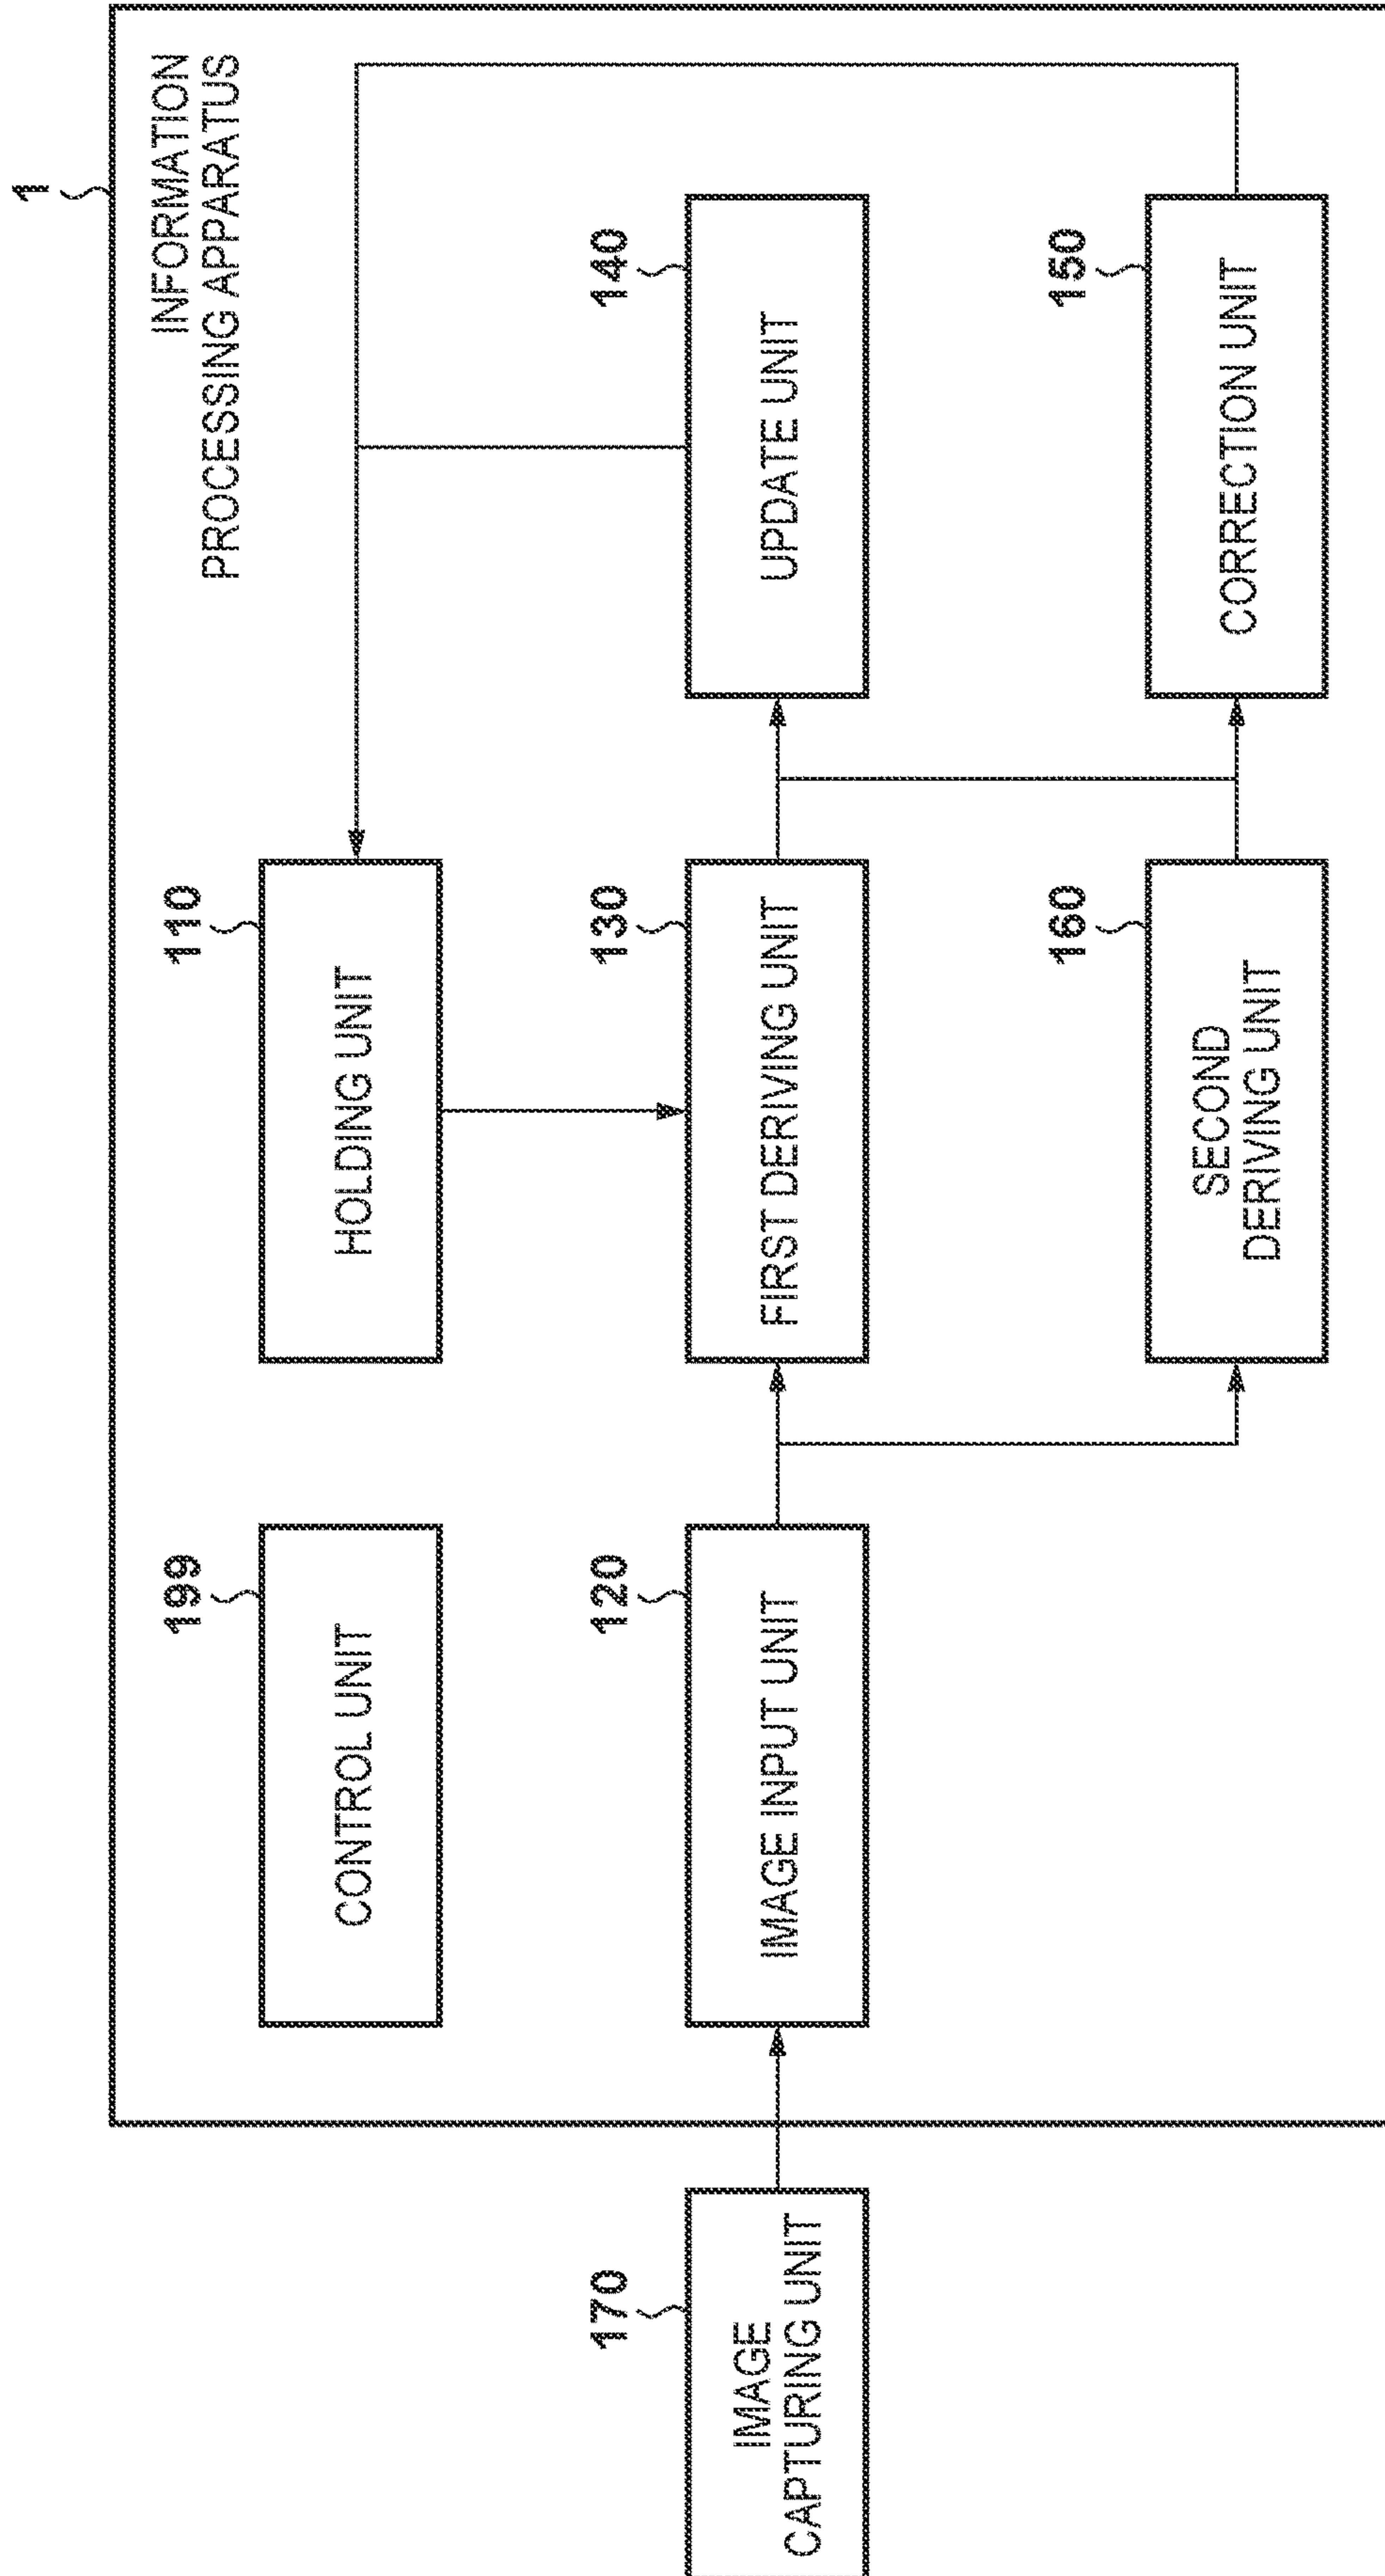 1
INFORMATION
PROCESSING APPARATUS
199
CONTROL UNIT
110
HOLDING UNIT
170
IMAGE
CAPTURING UNIT
120
IMAGE INPUT UNIT
130
FIRST DERIVING UNIT
140
UPDATE UNIT
160
SECOND
DERIVING UNIT
150
CORRECTION UNIT